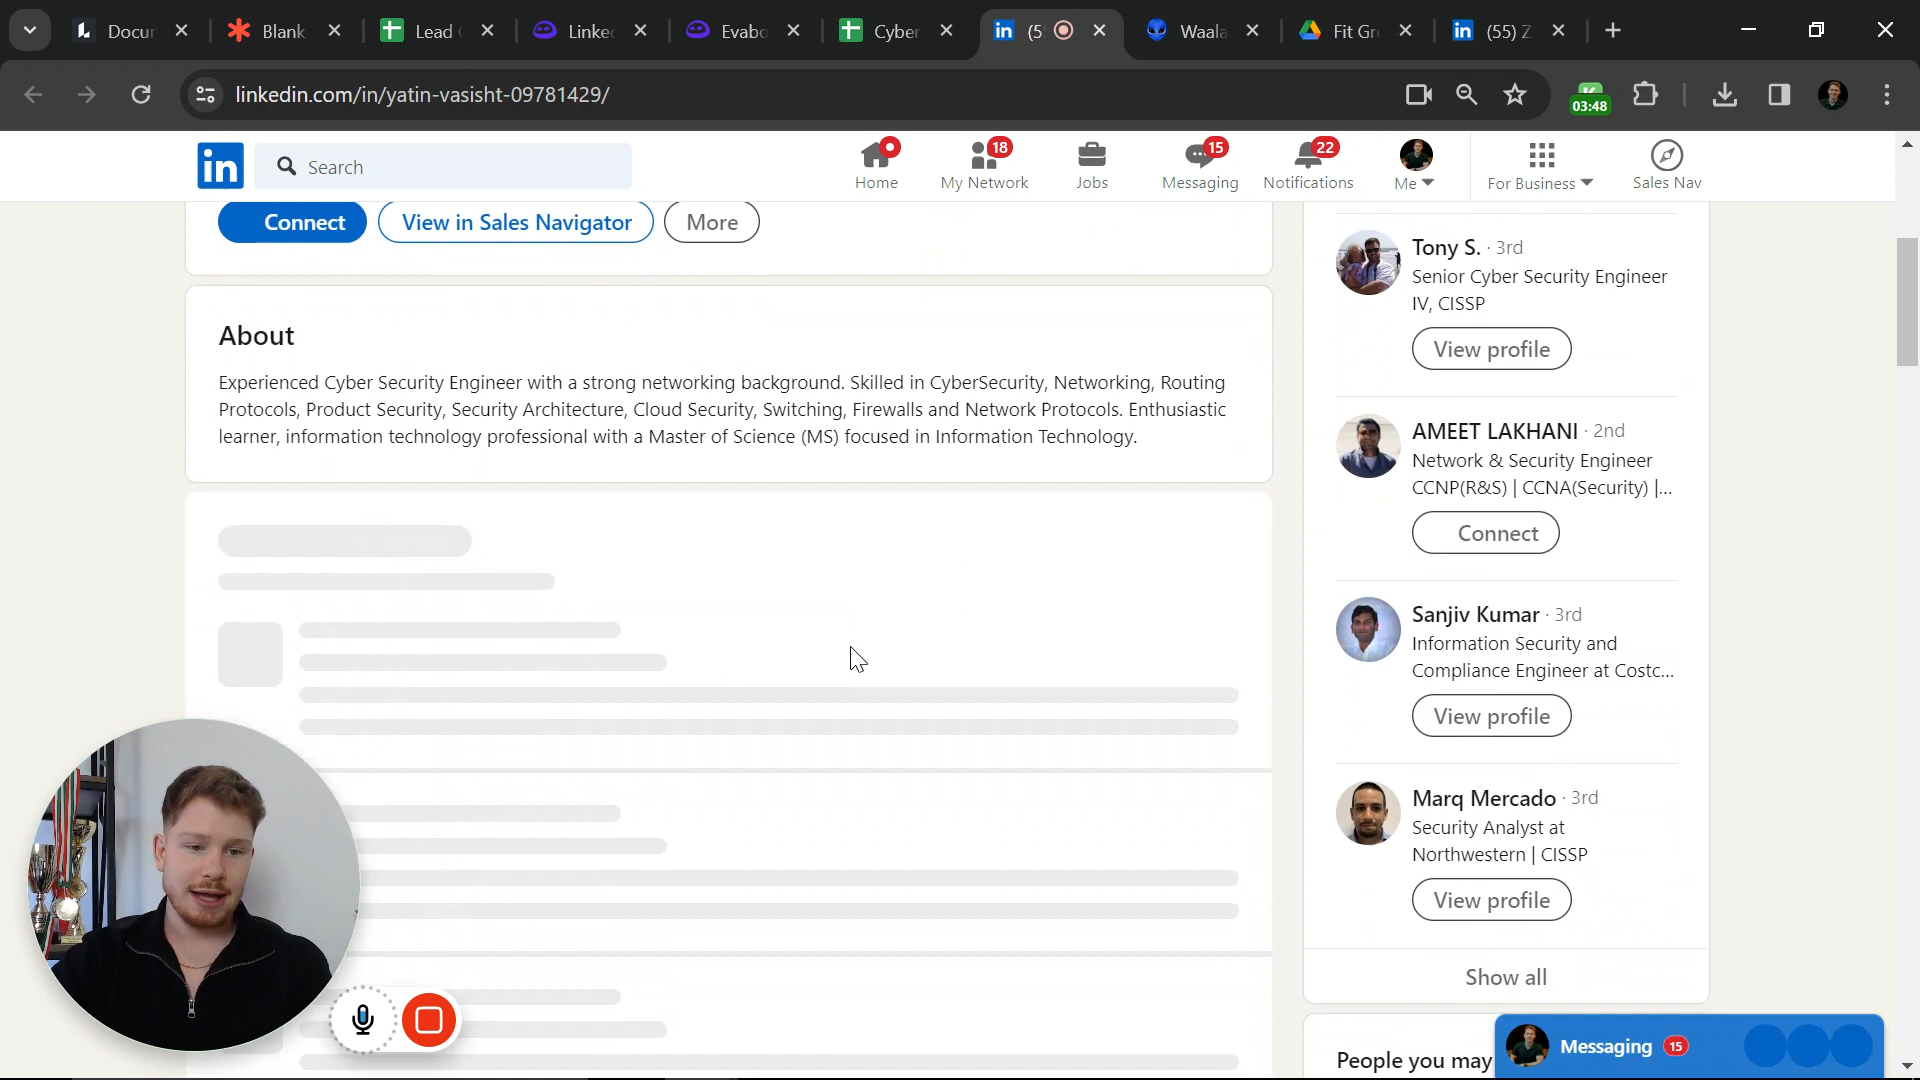 Docur
Blank
Lead
Linked
Evabo
Cyber
(5
Waala
Fit Gr
(55) Z
linkedin.com/in/yatin-vasisht-09781429/
03:48
in
Search
Home
18
My Network
Jobs
15
Messaging
22
Notifications
Me
For Business
Sales Nav
Connect
View in Sales Navigator
More
About
Experienced Cyber Security Engineer with a strong networking background. Skilled in CyberSecurity, Networking, Routing
Protocols, Product Security, Security Architecture, Cloud Security, Switching, Firewalls and Network Protocols. Enthusiastic
learner, information technology professional with a Master of Science (MS) focused in Information Technology.
Tony S. · 3rd
Senior Cyber Security Engineer
IV, CISSP
View profile
AMEET LAKHANI · 2nd
Network & Security Engineer
CCNP(R&S) | CCNA(Security) |...
Connect
Sanjiv Kumar · 3rd
Information Security and
Compliance Engineer at Costc...
View profile
Marq Mercado · 3rd
Security Analyst at
Northwestern | CISSP
View profile
Show all
People you may
Messaging 15